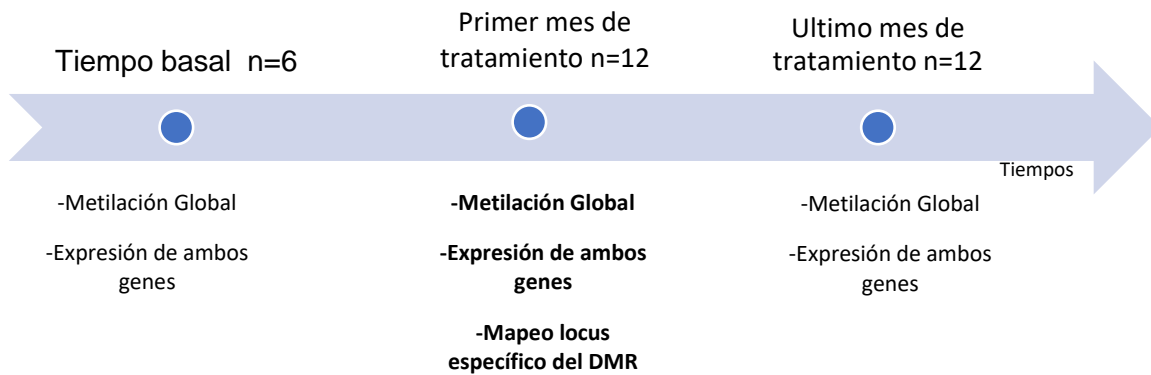 Tiempo basal  n=6
Primer mes de
tratamiento n=12
Ultimo mes de
tratamiento n=12
Tiempos
-Metilación Global
-Expresión de ambos
genes
-Metilación Global
-Expresión de ambos
genes
-Mapeo locus
específico del DMR
-Metilación Global
-Expresión de ambos
genes